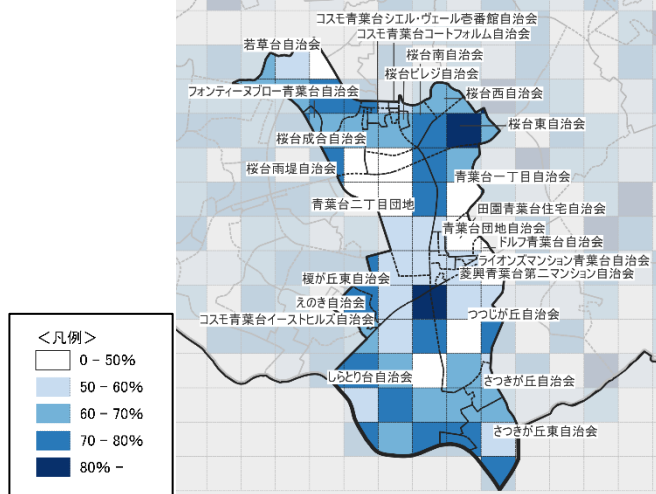 コスモ青葉台シエル・ヴェール壱番館自治会
コスモ青葉台コートフォルム自治会
若草台自治会
桜台南自治会
桜台ビレジ自治会
フォンティーヌブロー青葉台自治会
桜台西自治会
桜台東自治会
桜台成合自治会
桜台雨堤自治会
青葉台一丁目自治会
青葉台二丁目団地
田園青葉台住宅自治会
青葉台団地自治会
ドルフ青葉台自治会
ライオンズマンション青葉台自治会
菱興青葉台第二マンション自治会
榎が丘東自治会
えのき自治会
コスモ青葉台イーストヒルズ自治会
つつじが丘自治会
しらとり台自治会
さつきが丘自治会
さつきが丘東自治会
＜凡例＞
0 – 50%
50 – 60%
60 – 70%
70 – 80%
80% -